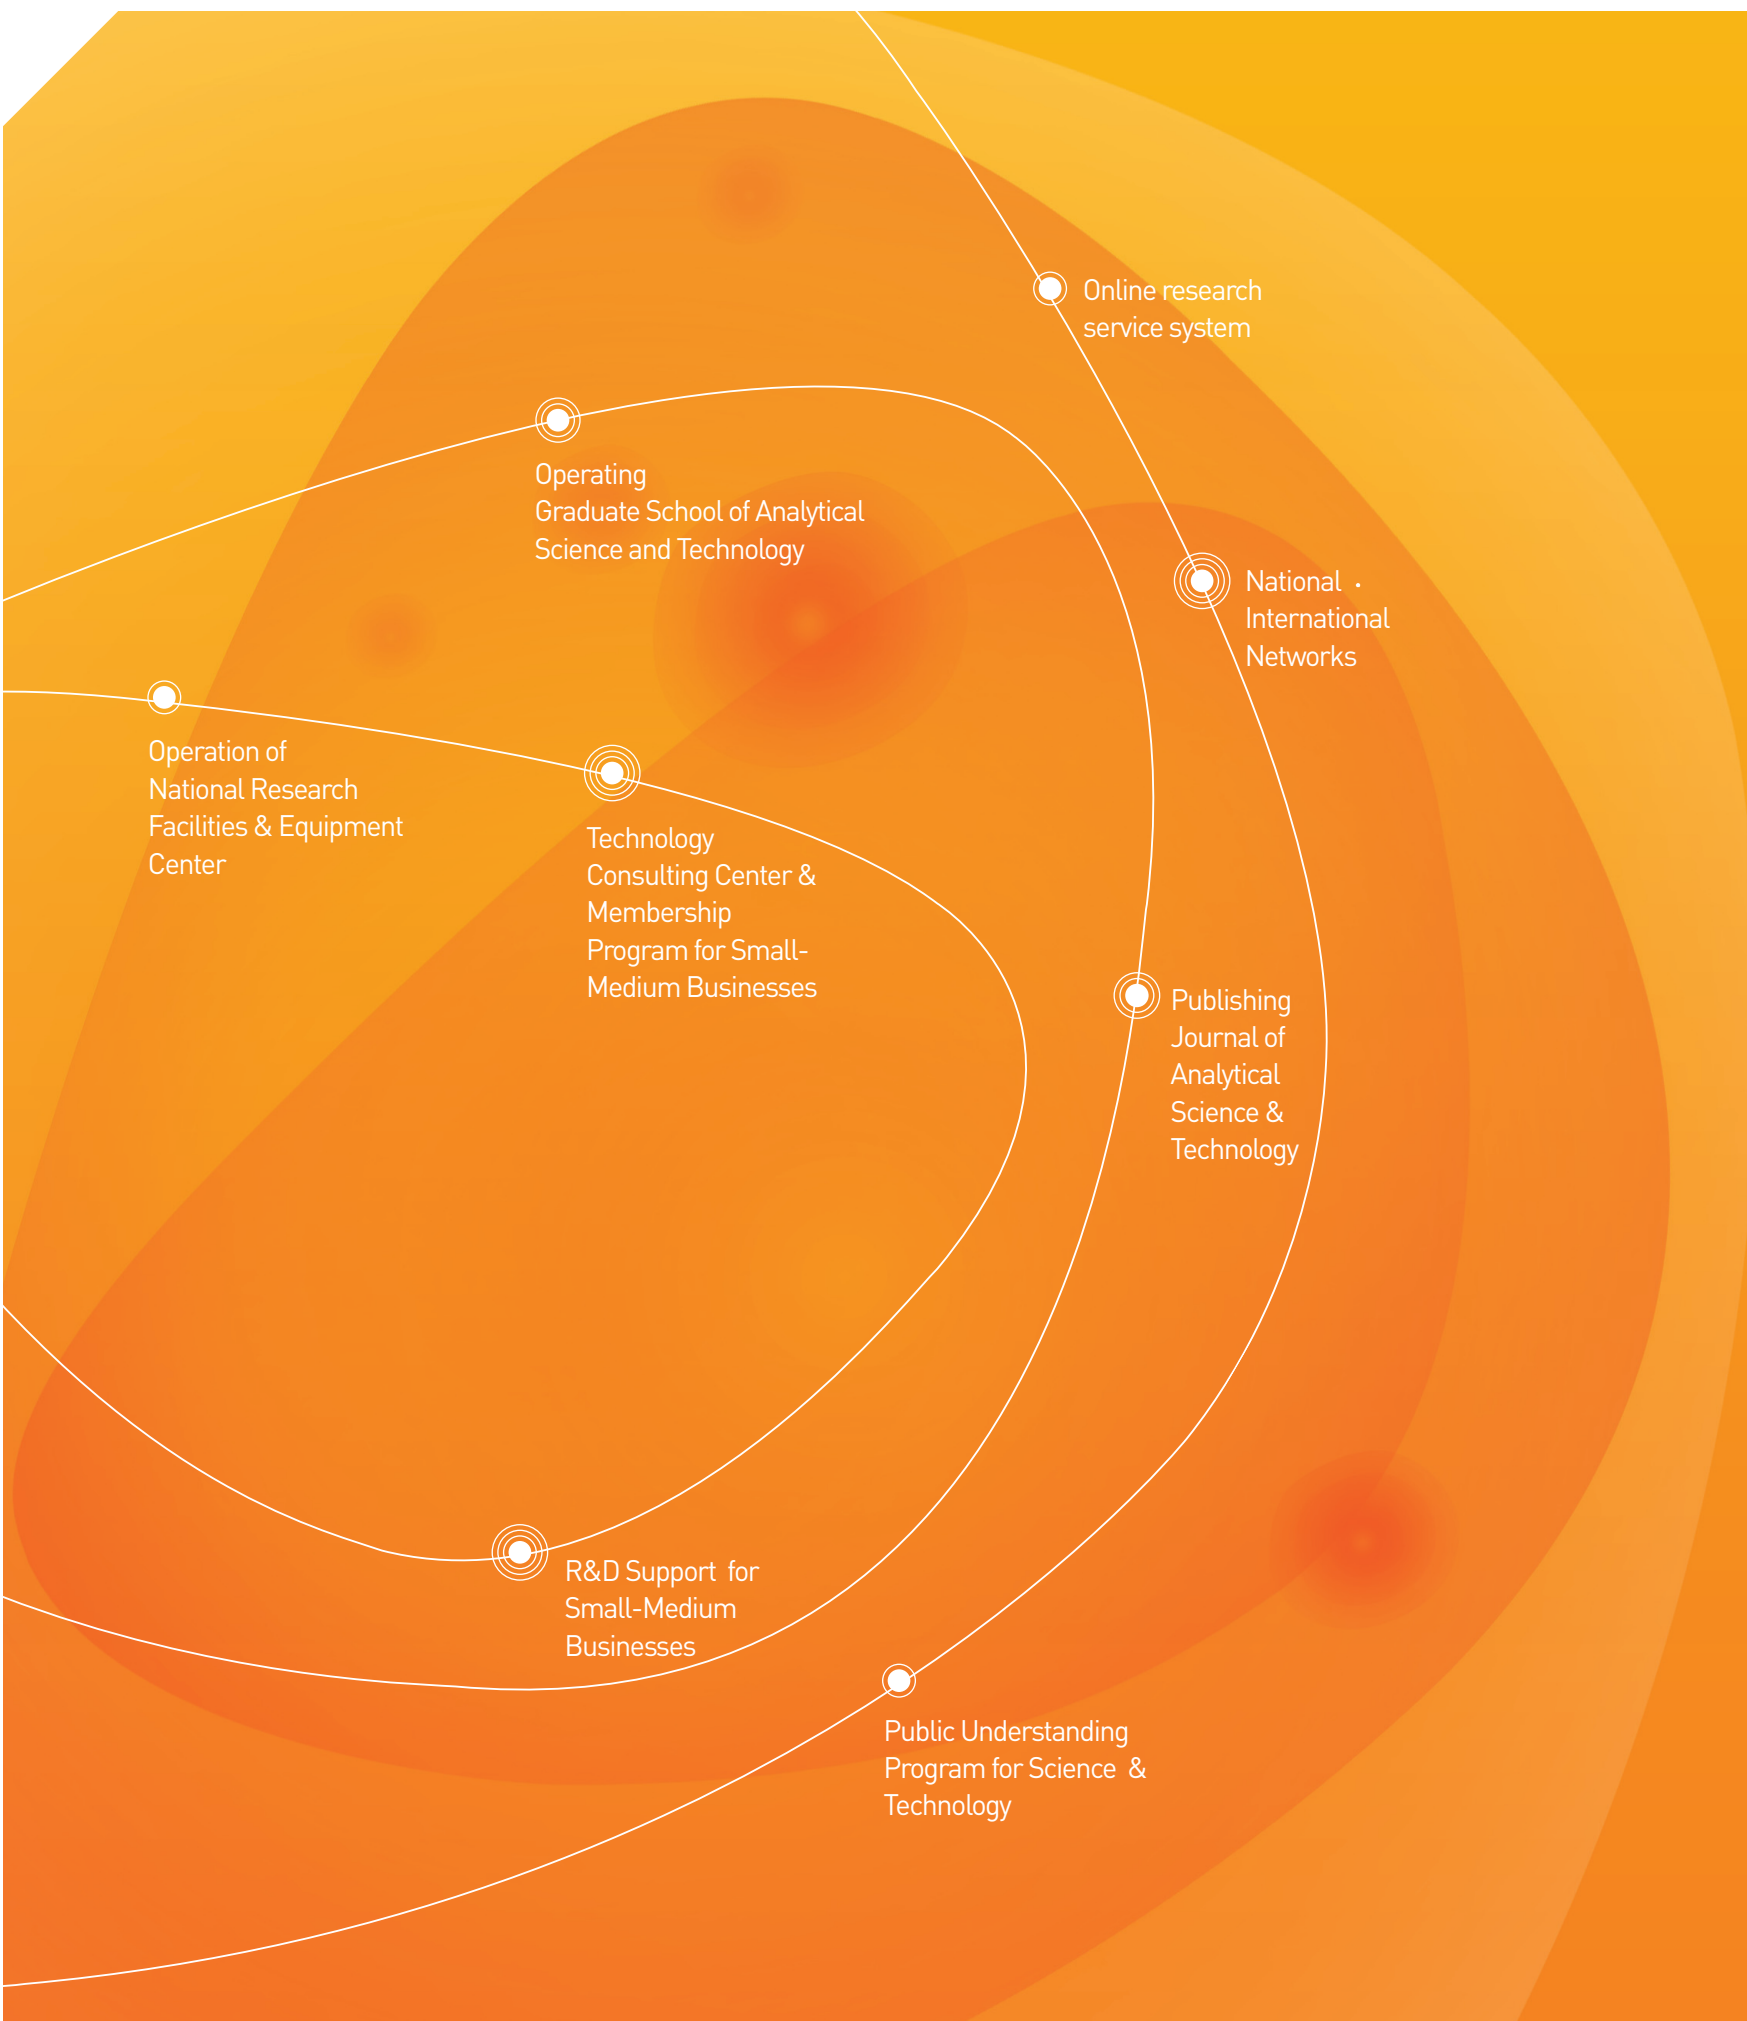 Online research
service system
Operating
Graduate School of Analytical
Science and Technology
National ·
International
Networks
Operation of
National Research
Facilities & Equipment
Center
Technology
Consulting Center &
Membership
Program for Small-
Medium Businesses
Publishing
Journal of
Analytical
Science &
Technology
R&D Support for
Small-Medium
Businesses
Public Understanding
Program for Science &
Technology